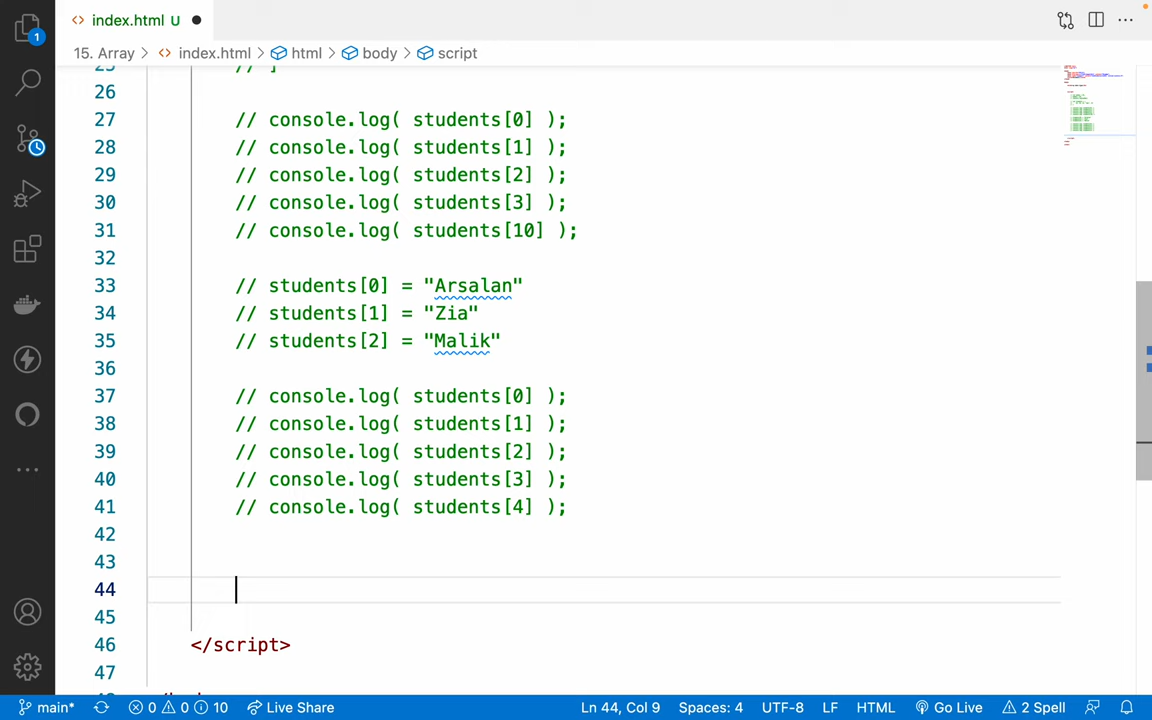 index.html U
15. Array > index.html > html > body > script
// ]
26
27 // console.log( students[0] );
28 // console.log( students[1] );
29 // console.log( students[2] );
30 // console.log( students[3] );
31 // console.log( students[10] );
32
33 // students[0] = "Arsalan"
34 // students[1] = "Zia"
35 // students[2] = "Malik"
36
37 // console.log( students[0] );
38 // console.log( students[1] );
39 // console.log( students[2] );
40 // console.log( students[3] );
41 // console.log( students[4] );
42
43
44
45
46 </script>
47
1
main* 0 0 10 Live Share Ln 44, Col 9 Spaces: 4 UTF-8 LF HTML Go Live 2 Spell